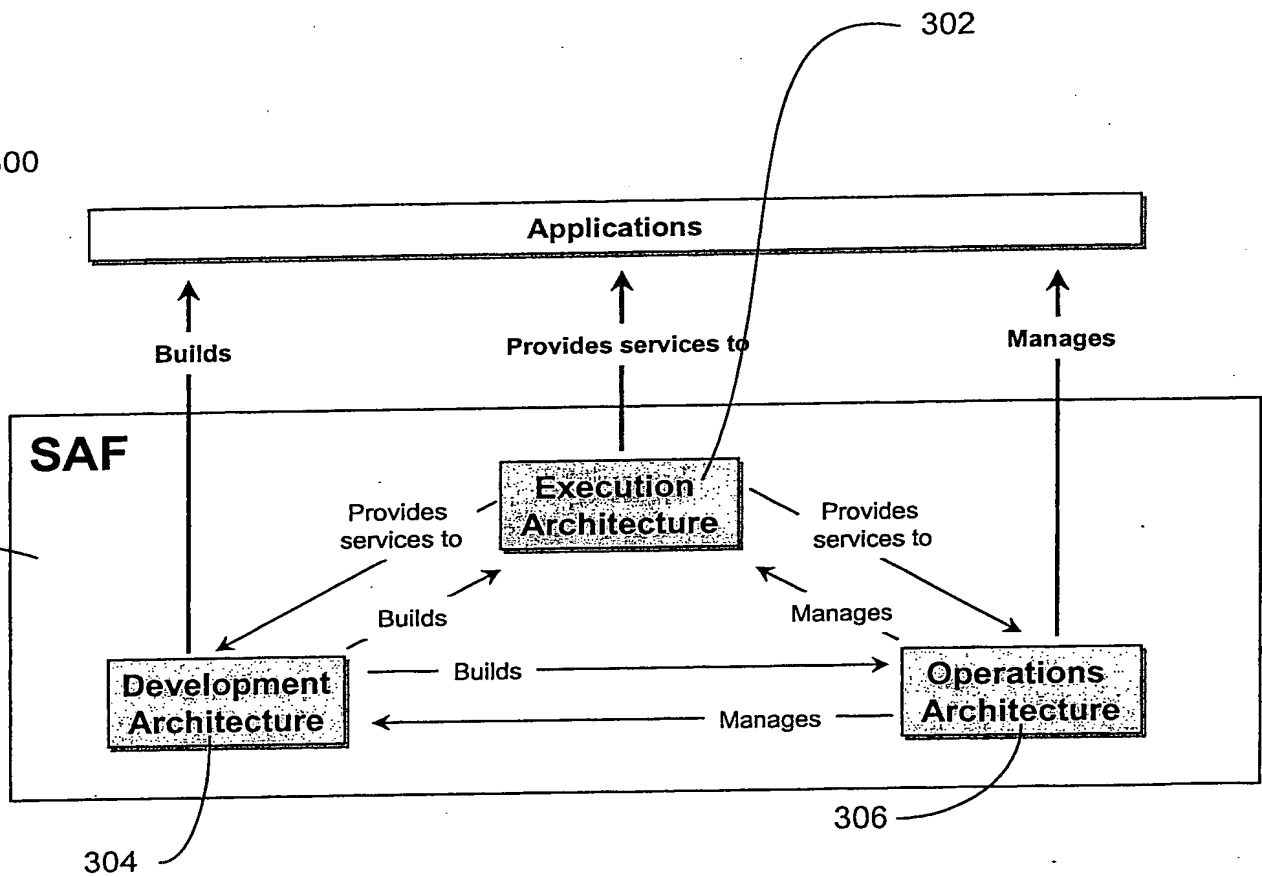 302
00
Applications
Builds
Provides services to
Manages
SAF
Execution
Architecture
Provides
services to
Provides
services to
Builds
Manages
Builds
Development
Architecture
Operations
Architecture
Manages
306
304